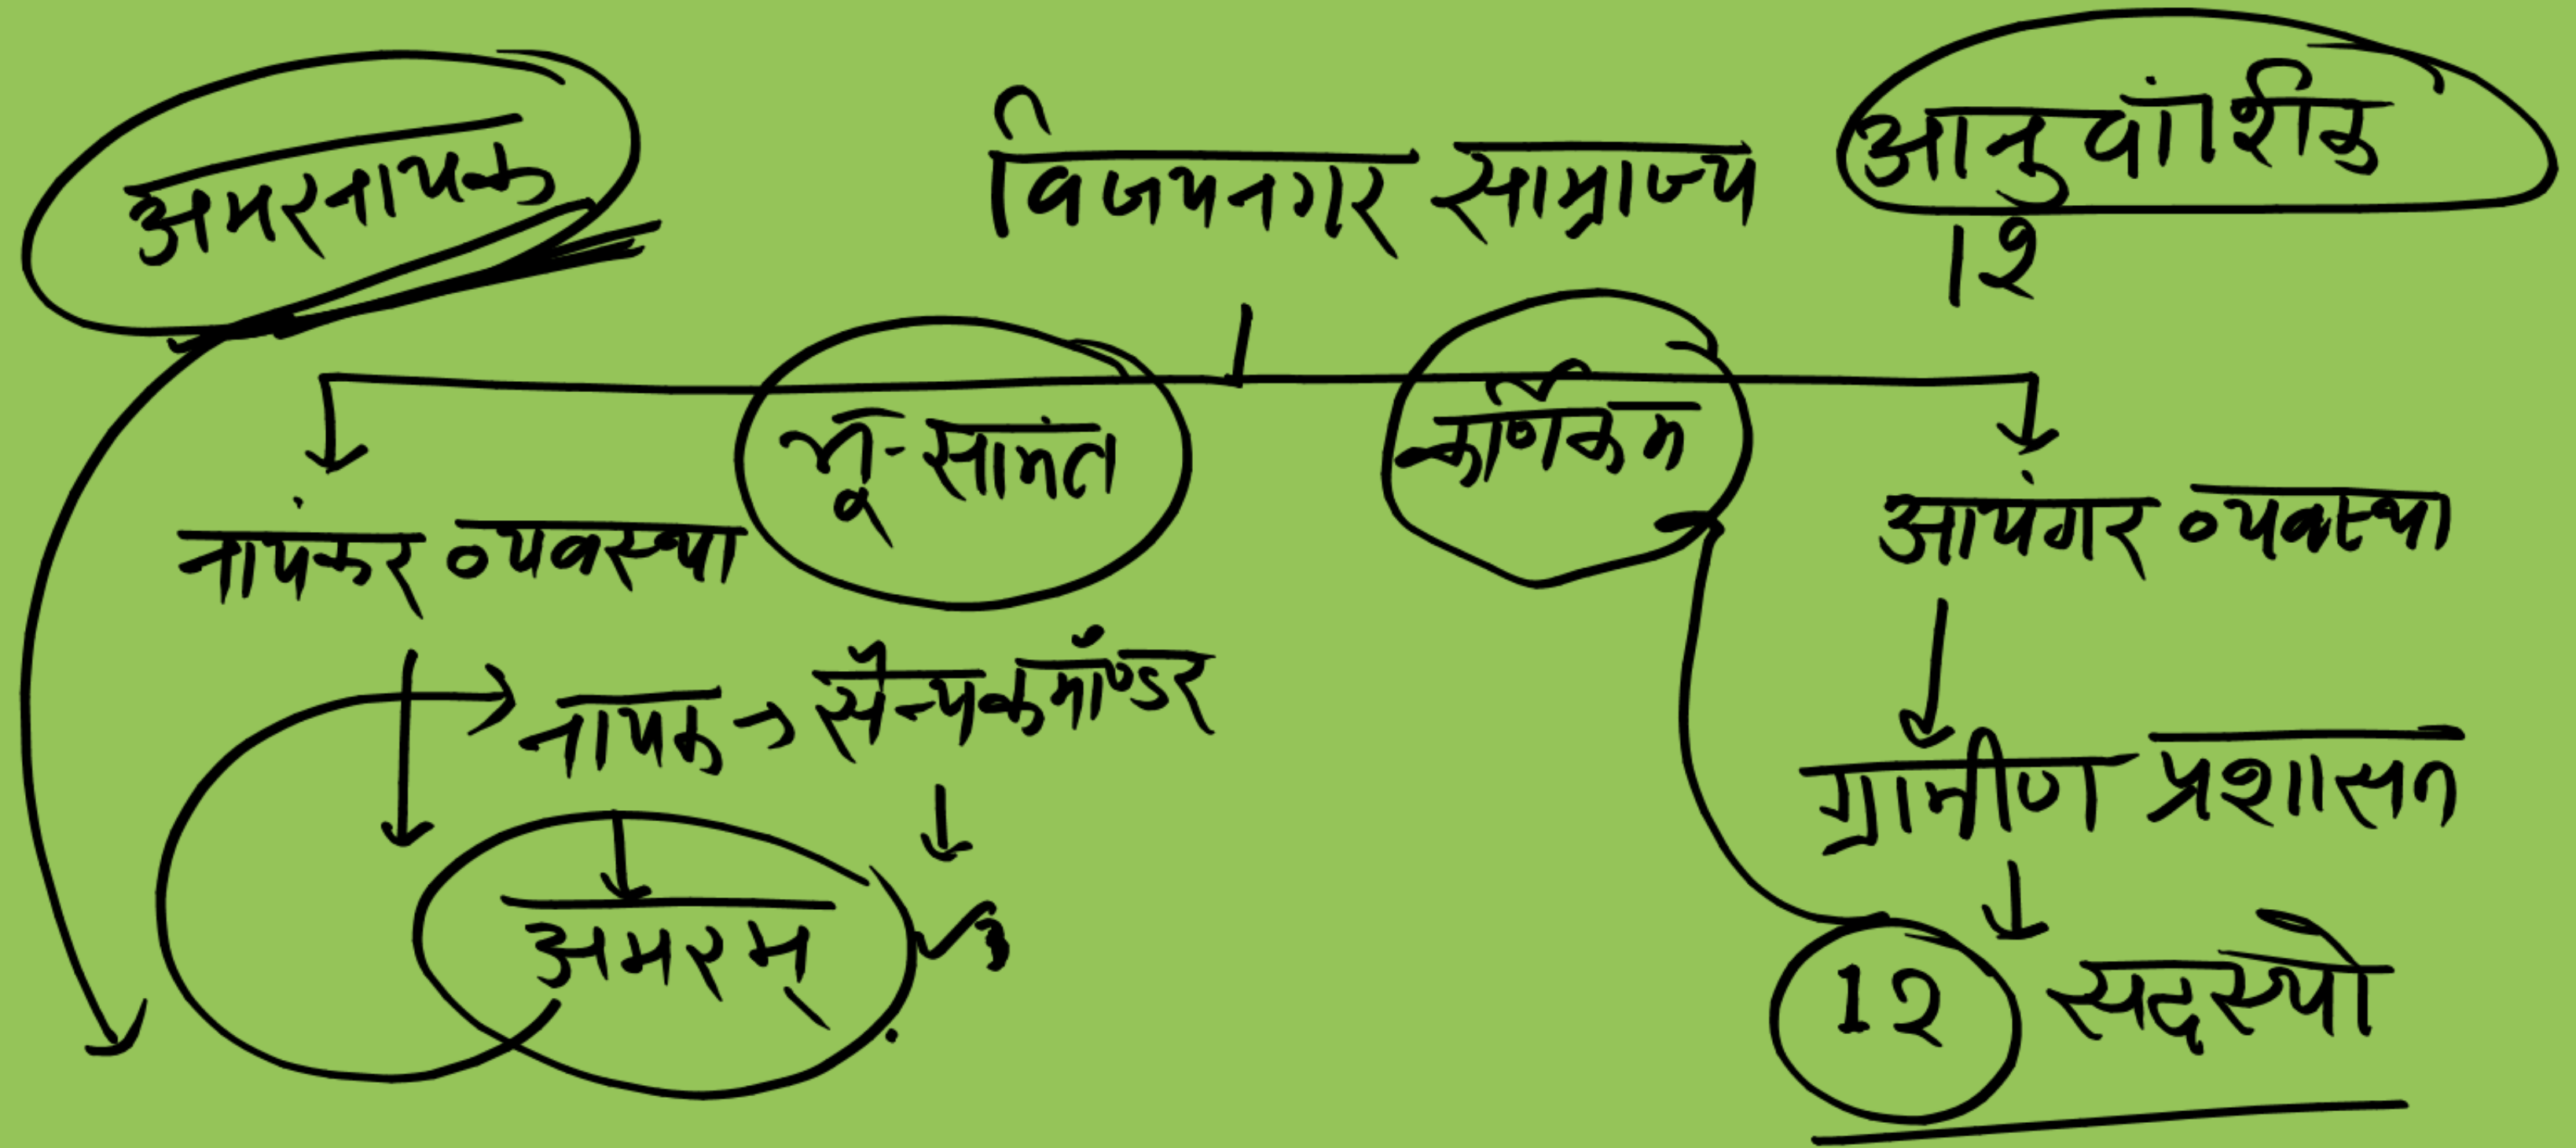 अमरनायक
विजयनगर साम्राज्य
आनुवांशिक
12
भू-सामंत
कर्णिकम
नायंकर व्यवस्था
आयंगर व्यवस्था
नायक → सैन्यकमाण्डर
ग्रामीण प्रशासन
अमरम्
12 सदस्यो